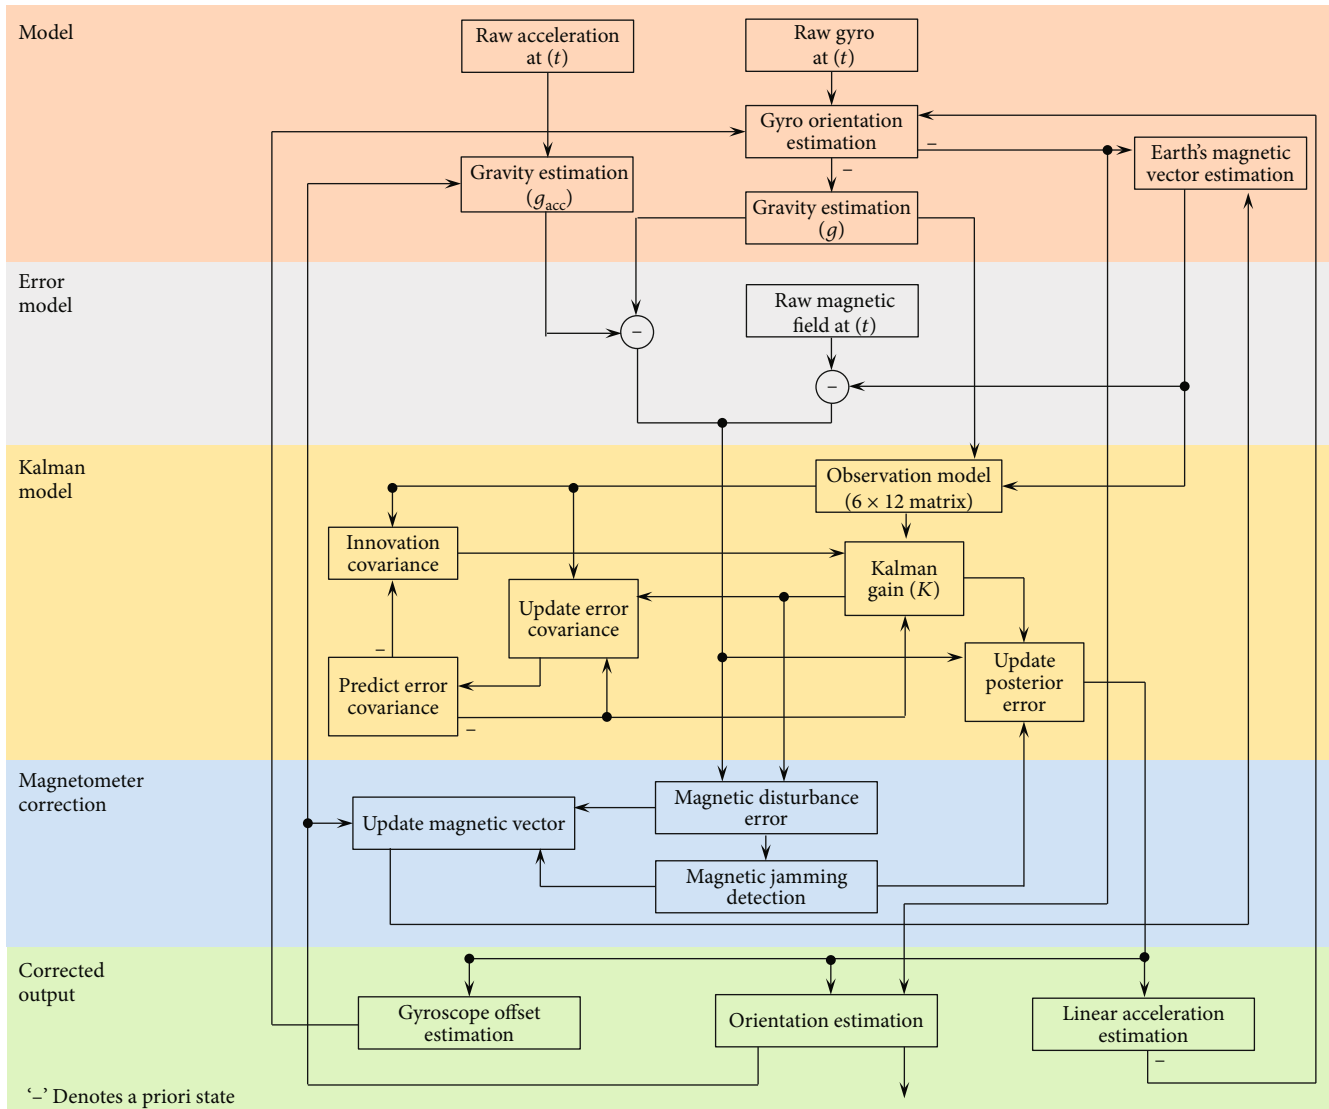 Model
Raw acceleration
at (t)
Raw gyro
at (t)
Gyro orientation
estimation
–
–
Earth's magnetic
vector estimation
Gravity estimation
(g_acc)
Gravity estimation
(g)
Error
model
Raw magnetic
field at (t)
–
–
Kalman
model
Observation model
(6 × 12 matrix)
Innovation
covariance
Kalman
gain (K)
Update error
covariance
–
Predict error
covariance
–
Update
posterior
error
Magnetometer
correction
Magnetic disturbance
error
Update magnetic vector
Magnetic jamming
detection
Corrected
output
Gyroscope offset
estimation
Orientation estimation
Linear acceleration
estimation
–
‘–’ Denotes a priori state